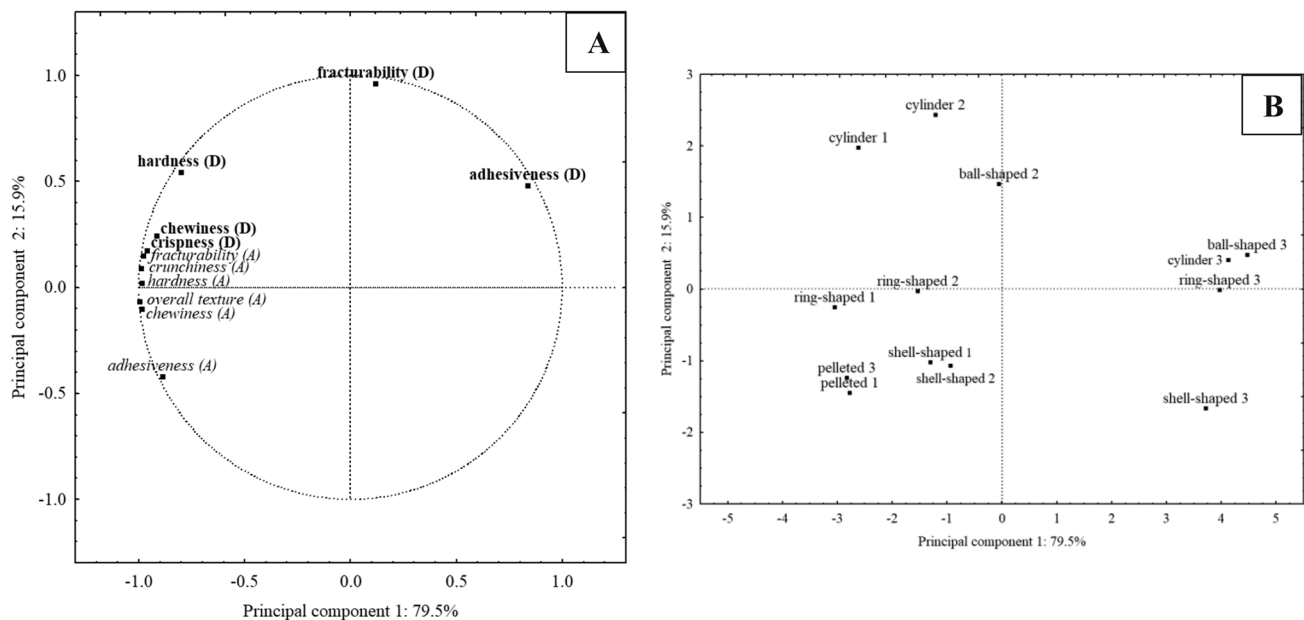 A
fracturability (D)
hardness (D)
adhesiveness (D)
chewiness (D)
crispness (D)
fracturability (A)
crunchiness (A)
hardness (A)
overall texture (A)
chewiness (A)
adhesiveness (A)
1.0
0.5
0.0
-0.5
-1.0
Principal component 2: 15.9%
-1.0 -0.5 0.0 0.5 1.0
Principal component 1: 79.5%
B
cylinder 2
cylinder 1
ball-shaped 2
ball-shaped 3
cylinder 3
ring-shaped 2
ring-shaped 3
ring-shaped 1
shell-shaped 1
pelleted 3
shell-shaped 2
pelleted 1
shell-shaped 3
3
2
1
0
-1
-2
-3
Principal component 2: 15.9%
-5 -4 -3 -2 -1 0 1 2 3 4 5
Principal component 1: 79.5%